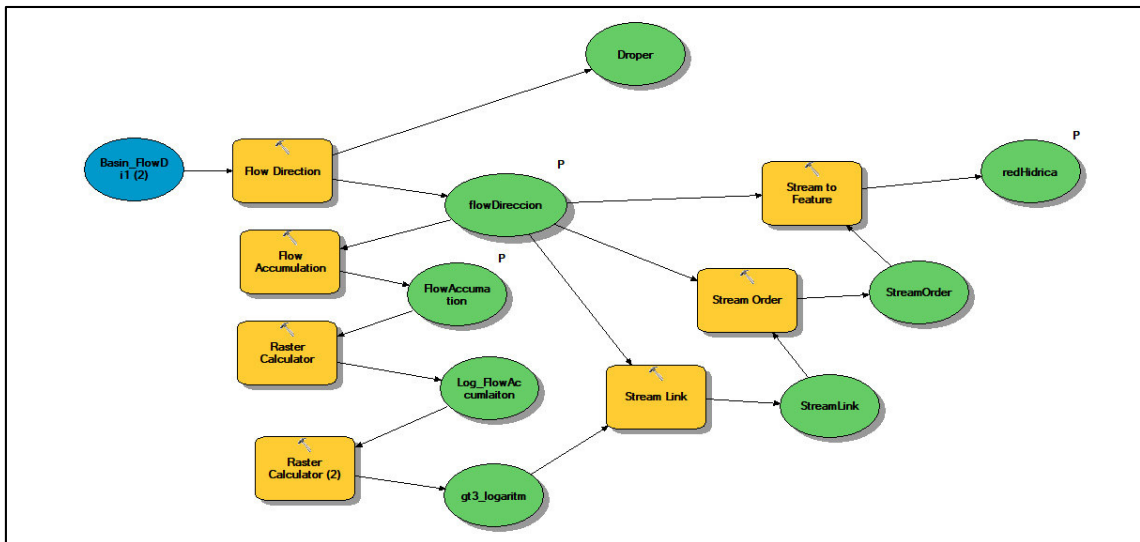 Droper
Basin_FlowD
i1 (2)
Flow Direction
P
flowDireccion
Stream to
Feature
P
redHidrica
Flow
Accumulation
P
FlowAccuma
tion
Stream Order
StreamOrder
Raster
Calculator
Log_FlowAc
cumlaiton
Stream Link
StreamLink
Raster
Calculator (2)
gt3_logaritm